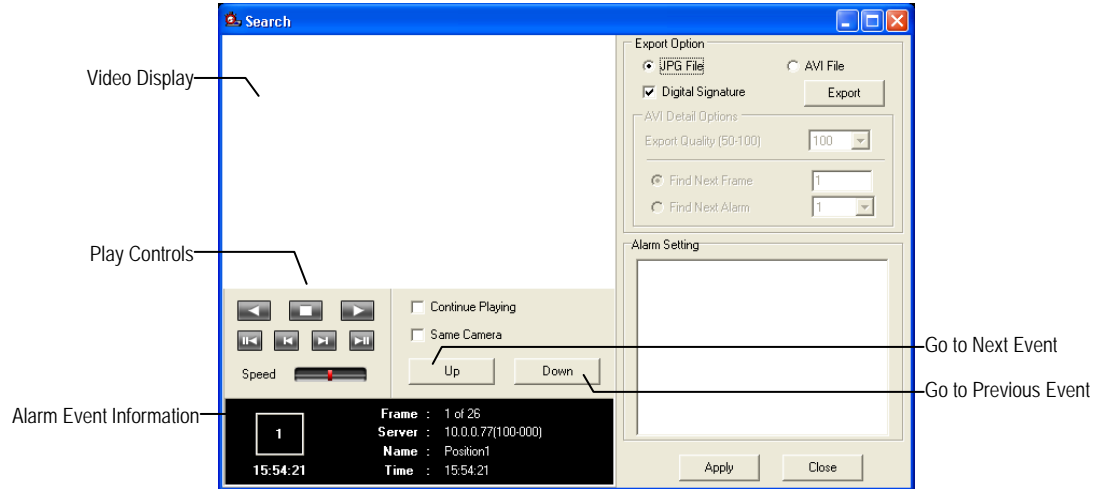 Search
Video Display
Play Controls
Alarm Event Information
Export Option
JPG File
AVI File
Digital Signature
Export
AVI Detail Options
Export Quality (50-100)
100
Find Next Frame
1
Find Next Alarm
1
Alarm Setting
Continue Playing
Same Camera
Up
Down
Speed
Go to Next Event
Go to Previous Event
1
15:54:21
Frame : 1 of 26
Server : 10.0.0.77(100-000)
Name : Position1
Time : 15:54:21
Apply
Close